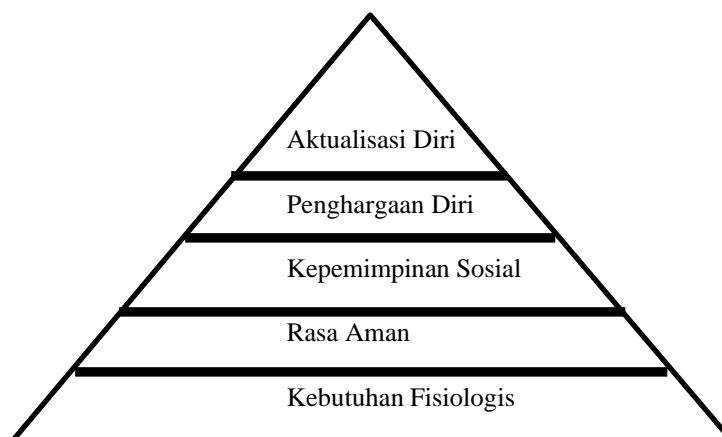 Aktualisasi Diri
Penghargaan Diri
Kepemimpinan Sosial
Rasa Aman
Kebutuhan Fisiologis